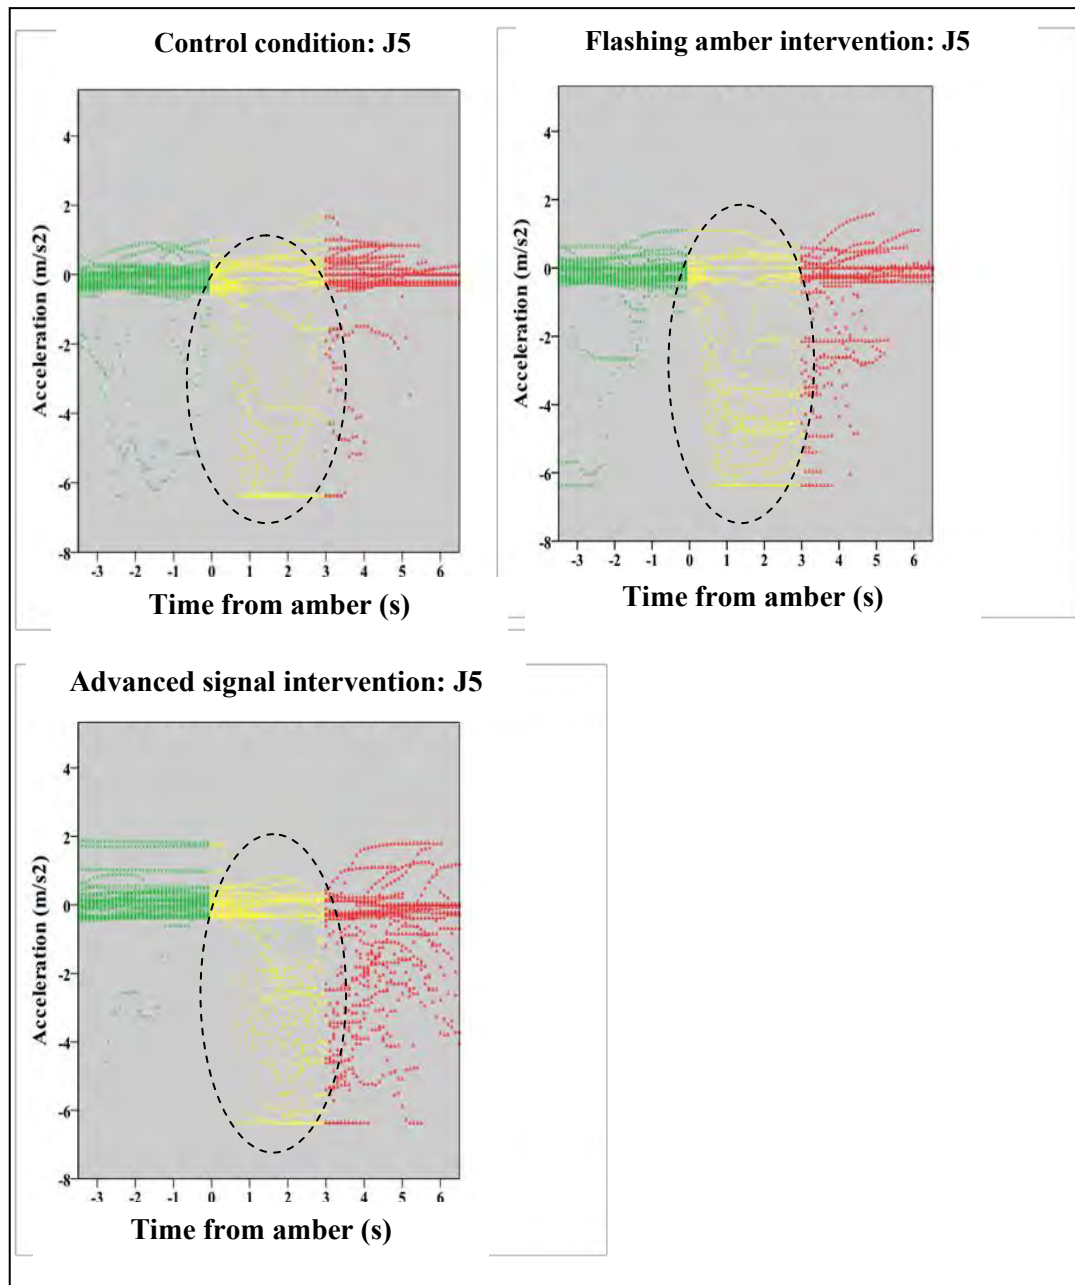 Control condition: J5
Acceleration (m/s2)
4
2
0
-2
-4
-6
-8
-3 -2 -1 0 1 2 3 4 5 6
Time from amber (s)
Flashing amber intervention: J5
Acceleration (m/s2)
4
2
0
-2
-4
-6
-8
-3 -2 -1 0 1 2 3 4 5 6
Time from amber (s)
Advanced signal intervention: J5
Acceleration (m/s2)
4
2
0
-2
-4
-6
-8
-3 -2 -1 0 1 2 3 4 5 6
Time from amber (s)